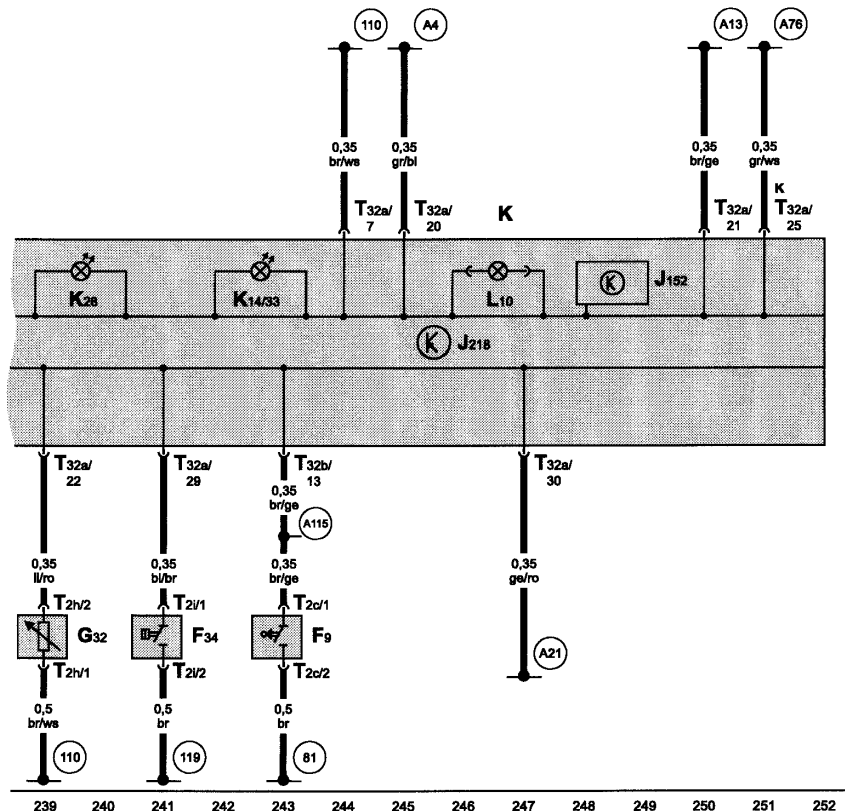 110 A4 A13 A76
0,35 0,35 0,35 0,35
br/ws gr/bl br/ge gr/ws
K
T32a/ T32a/ K T32a/ T32a/
7 20 21 25
K28 K14/33 L10 J152
J218
T32a/ T32a/ T32b/ T32a/
22 29 13 30
0,35
br/ge
A115
0,35 0,35 0,35 0,35
li/ro bl/br br/ge ge/ro
T2h/2 T2i/1 T2c/1
G32 F34 F9
A21
T2h/1 T2i/2 T2c/2
0,5 0,5 0,5
br/ws br br
110 119 81
239 240 241 242 243 244 245 246 247 248 249 250 251 252